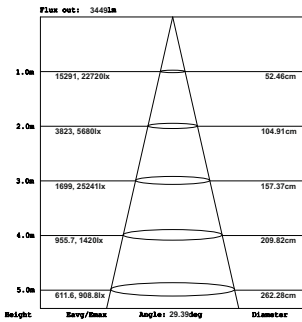 Flux out: 3449lm
1.0m 15291, 22720lx 52.46cm
2.0m 3823, 5680lx 104.91cm
3.0m 1699, 25241lx 157.37cm
4.0m 955.7, 1420lx 209.82cm
5.0m 611.6, 908.8lx 262.28cm
Height Eavg/Emax Angle: 29.39deg Diameter